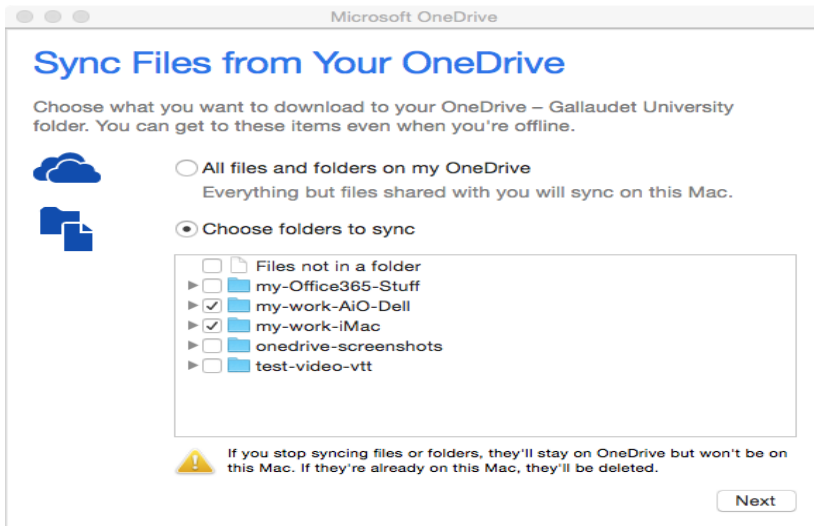 Microsoft OneDrive
Sync Files from Your OneDrive
Choose what you want to download to your OneDrive – Gallaudet University
folder. You can get to these items even when you're offline.
All files and folders on my OneDrive
Everything but files shared with you will sync on this Mac.
Choose folders to sync
Files not in a folder
my-Office365-Stuff
my-work-AiO-Dell
my-work-iMac
onedrive-screenshots
test-video-vtt
If you stop syncing files or folders, they'll stay on OneDrive but won't be on
this Mac. If they're already on this Mac, they'll be deleted.
Next